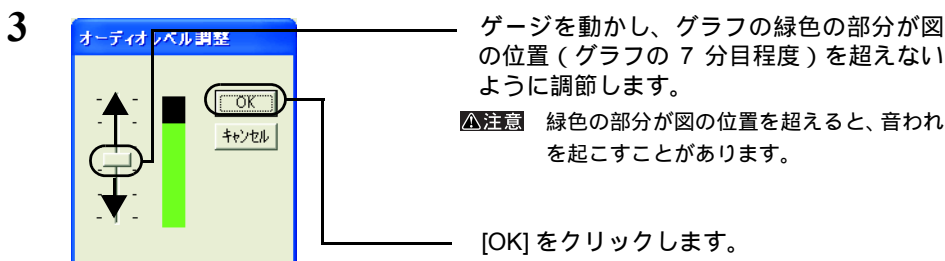 3
オーディオレベル調整
OK
キャンセル
ゲージを動かし、グラフの緑色の部分が図
の位置(グラフの 7 分目程度)を超えない
ように調節します。
⚠注意 緑色の部分が図の位置を超えると、音われ
を起こすことがあります。
[OK] をクリックします。